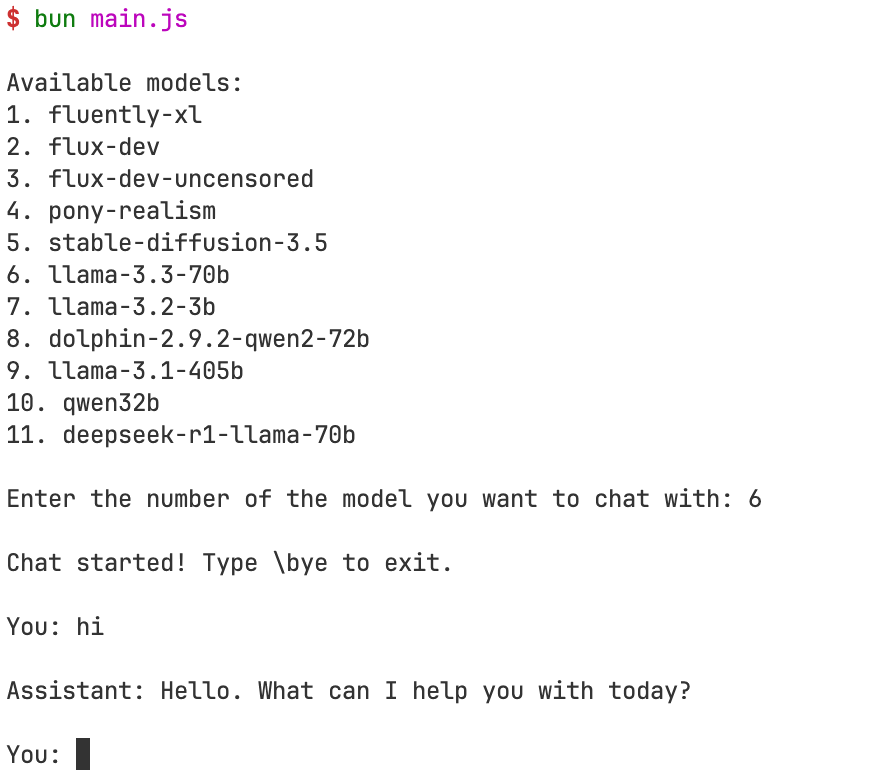 $ bun main.js
Available models:
1. fluently-xl
2. flux-dev
3. flux-dev-uncensored
4. pony-realism
5. stable-diffusion-3.5
6. llama-3.3-70b
7. llama-3.2-3b
8. dolphin-2.9.2-qwen2-72b
9. llama-3.1-405b
10. qwen32b
11. deepseek-r1-llama-70b
Enter the number of the model you want to chat with: 6
Chat started! Type \bye to exit.
You: hi
Assistant: Hello. What can I help you with today?
You: